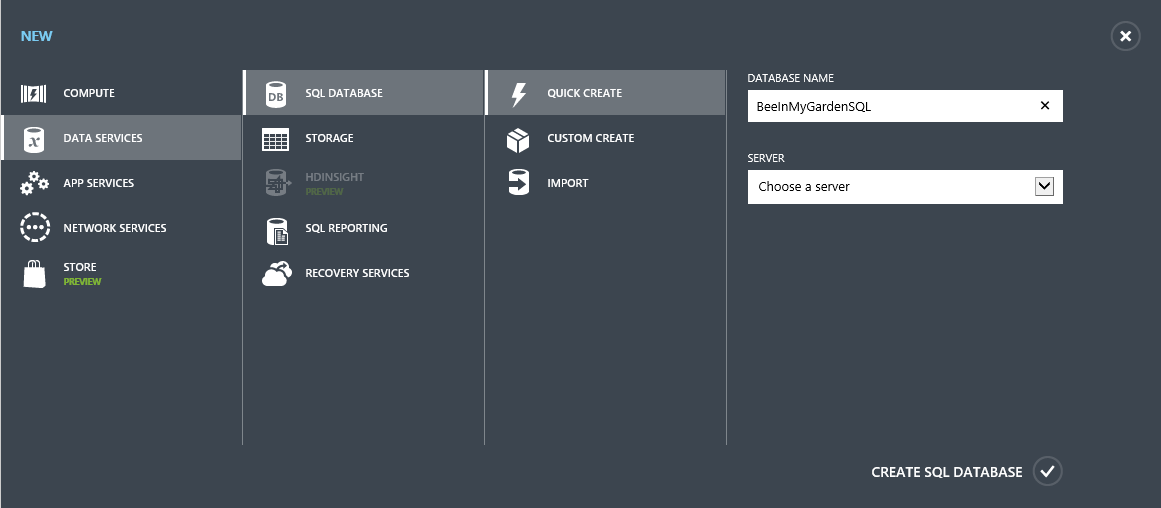 NEW
COMPUTE
DATA SERVICES
APP SERVICES
NETWORK SERVICES
STORE
PREVIEW
DB
SQL DATABASE
STORAGE
HDINSIGHT
PREVIEW
SQL REPORTING
RECOVERY SERVICES
QUICK CREATE
CUSTOM CREATE
IMPORT
DATABASE NAME
BeeInMyGardenSQL
SERVER
Choose a server
CREATE SQL DATABASE